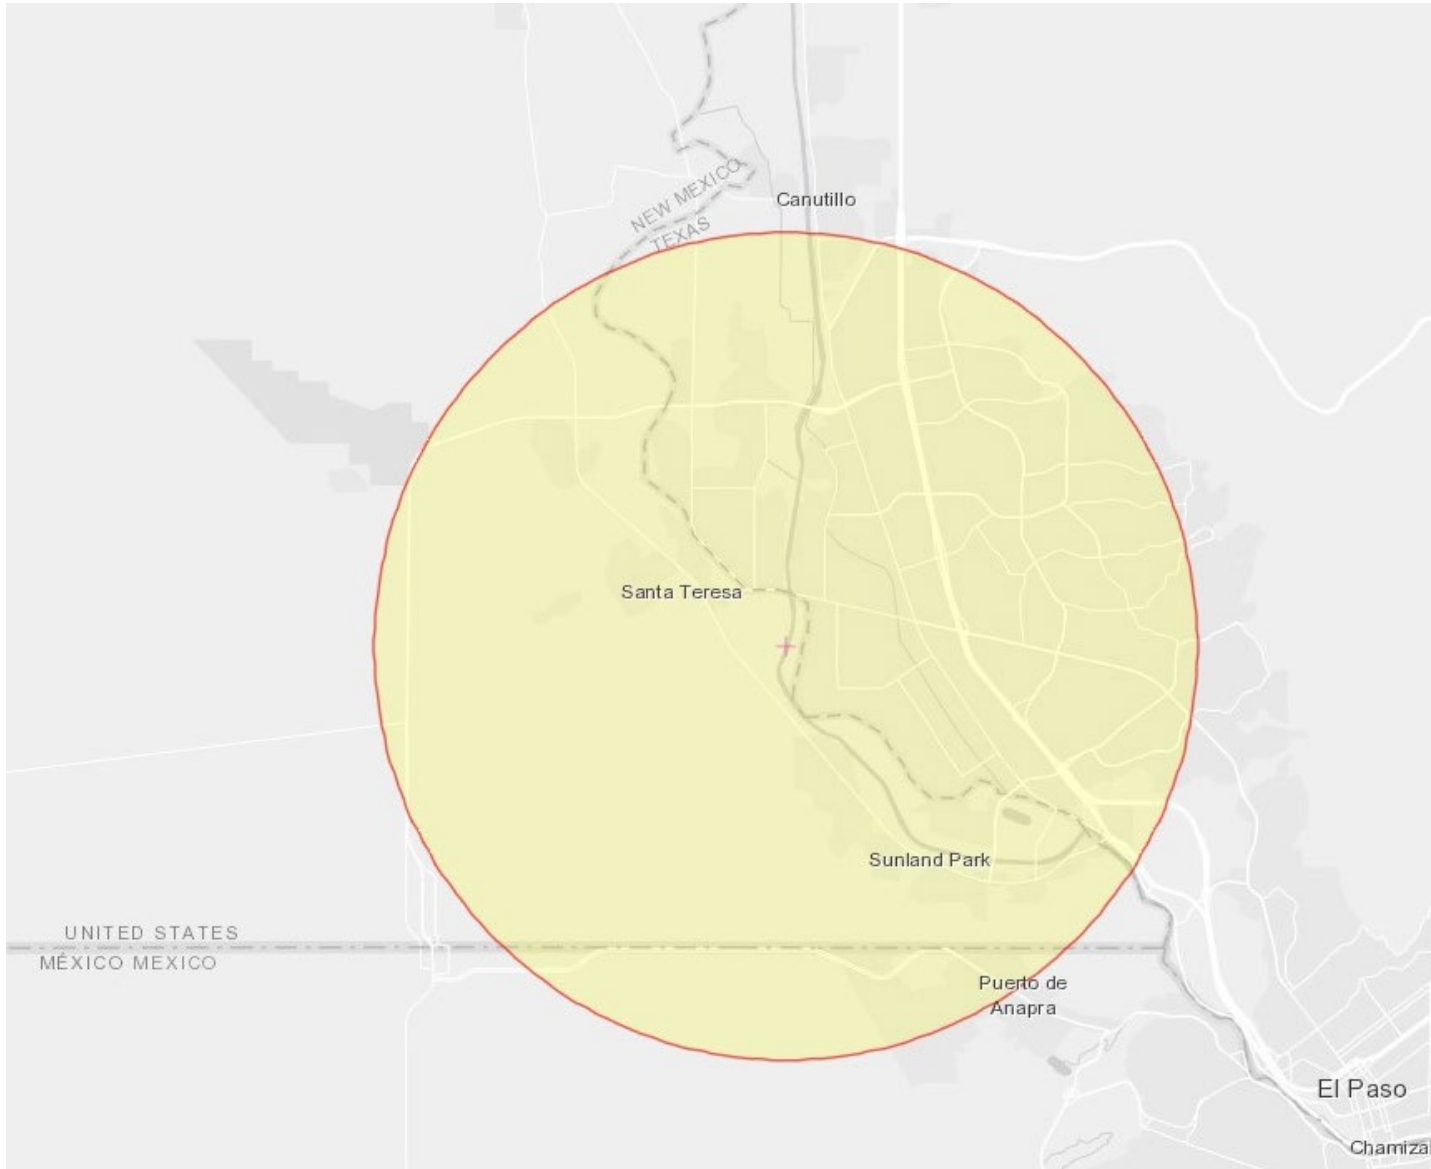 Canutillo
NEW MEXICO
TEXAS
Santa Teresa
Sunland Park
UNITED STATES
MÉXICO MEXICO
Puerto de
Anapra
El Paso
Chamizal